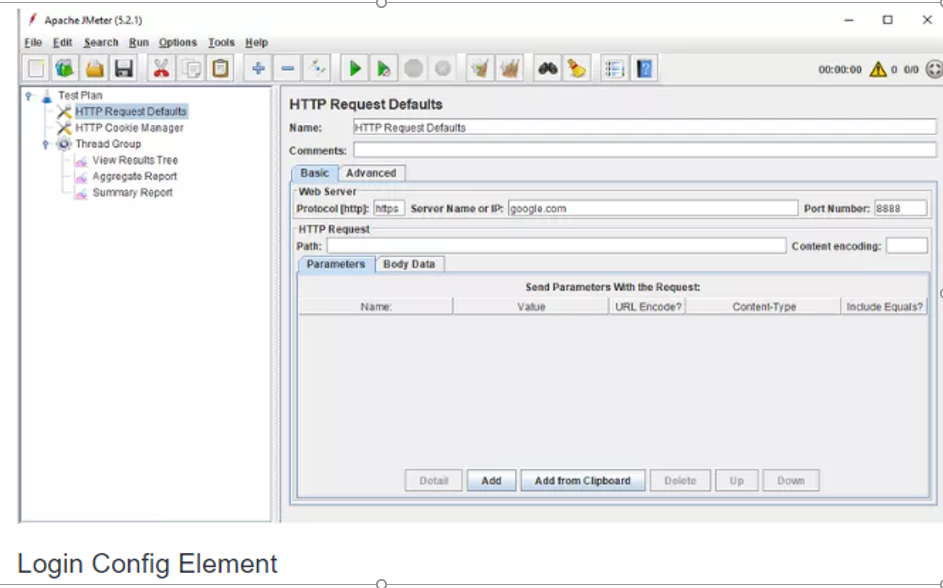 Apache JMeter (5.2.1)
File Edit Search Run Options Tools Help
00:00:00 0 0/0
Test Plan
HTTP Request Defaults
HTTP Cookie Manager
Thread Group
View Results Tree
Aggregate Report
Summary Report
HTTP Request Defaults
Name: HTTP Request Defaults
Comments:
Basic Advanced
Web Server
Protocol [http]: https Server Name or IP: google.com Port Number: 8888
HTTP Request
Path: Content encoding:
Parameters Body Data
Send Parameters With the Request:
Name: Value URL Encode? Content-Type Include Equals?
Detail Add Add from Clipboard Delete Up Down
Login Config Element